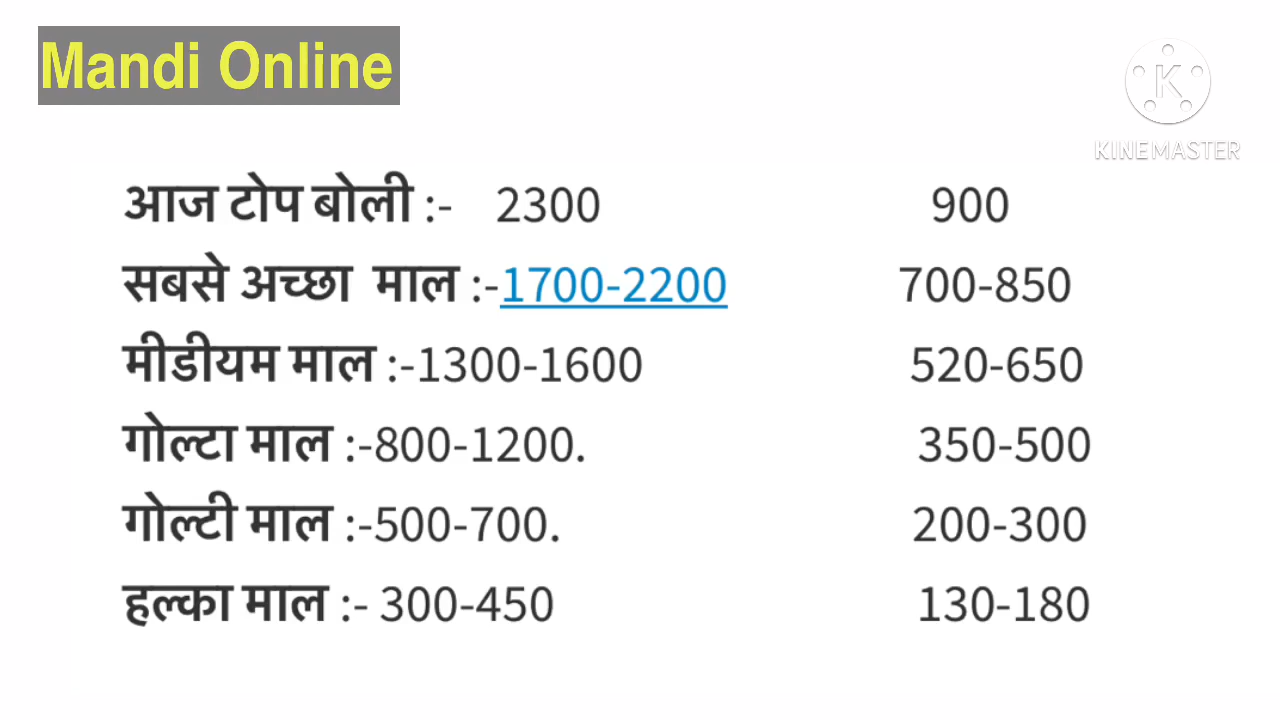 Mandi Online
K
KINEMASTER
आज टोप बोली :- 2300 900
सबसे अच्छा माल :-1700-2200 700-850
मीडीयम माल :-1300-1600 520-650
गोल्टा माल :-800-1200. 350-500
गोल्टी माल :-500-700. 200-300
हल्का माल :- 300-450 130-180